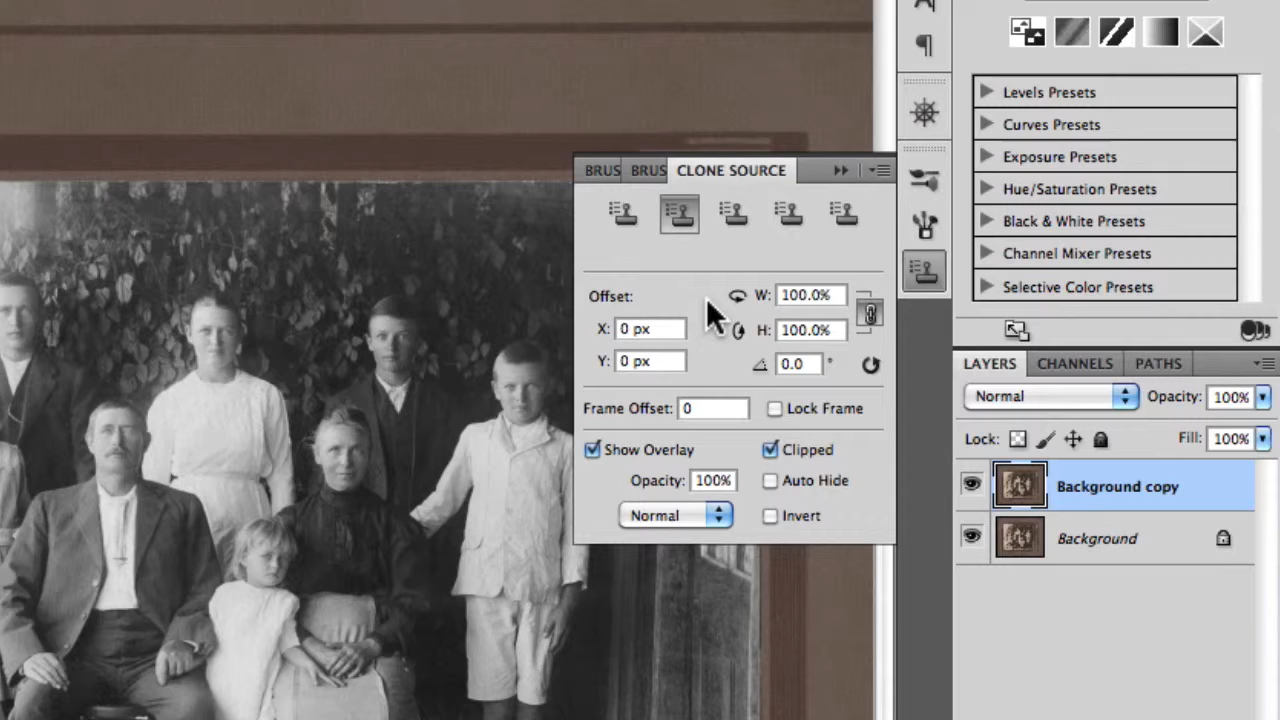 BRUS BRUS CLONE SOURCE
Offset:
W: 100.0%
X: 0 px
H: 100.0%
Y: 0 px
0.0 °
Frame Offset: 0
Lock Frame
Show Overlay
Clipped
Opacity: 100%
Auto Hide
Normal
Invert
Levels Presets
Curves Presets
Exposure Presets
Hue/Saturation Presets
Black & White Presets
Channel Mixer Presets
Selective Color Presets
LAYERS CHANNELS PATHS
Normal
Opacity: 100%
Lock:
Fill: 100%
Background copy
Background